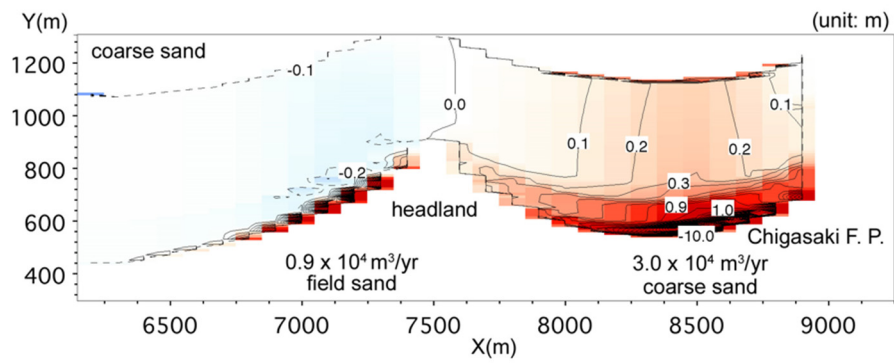 Y(m)
(unit: m)
coarse sand
1200
1000
800
600
400
-0.1
0.0
0.1
0.1
0.2
0.2
-0.2
0.3
0.9
1.0
-10.0
headland
Chigasaki F. P.
0.9 x 10⁴ m³/yr
field sand
3.0 x 10⁴ m³/yr
coarse sand
6500
7000
7500
8000
8500
9000
X(m)